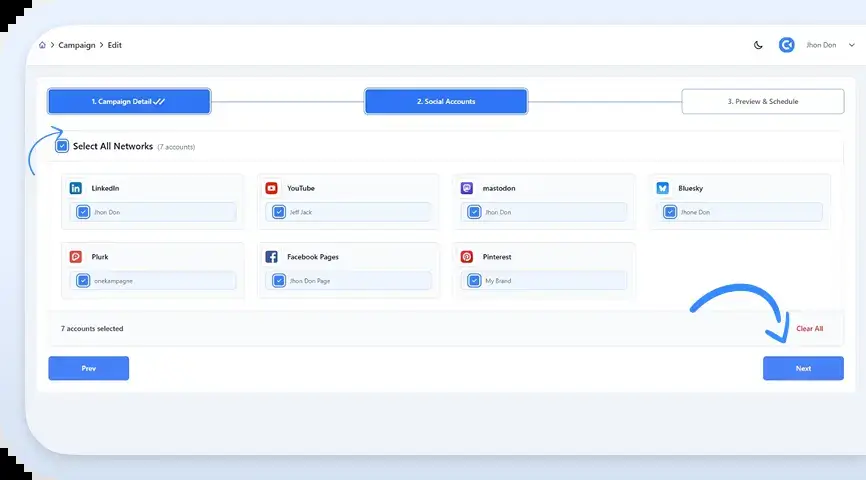 Campaign > Edit
Jhon Don
1. Campaign Detail
2. Social Accounts
3. Preview & Schedule
Select All Networks (7 accounts)
LinkedIn
Jhon Don
YouTube
Jeff Jack
mastodon
Jhon Don
Bluesky
Jhone Don
Plurk
onekampagne
Facebook Pages
Jhon Don Page
Pinterest
My Brand
7 accounts selected
Clear All
Prev
Next